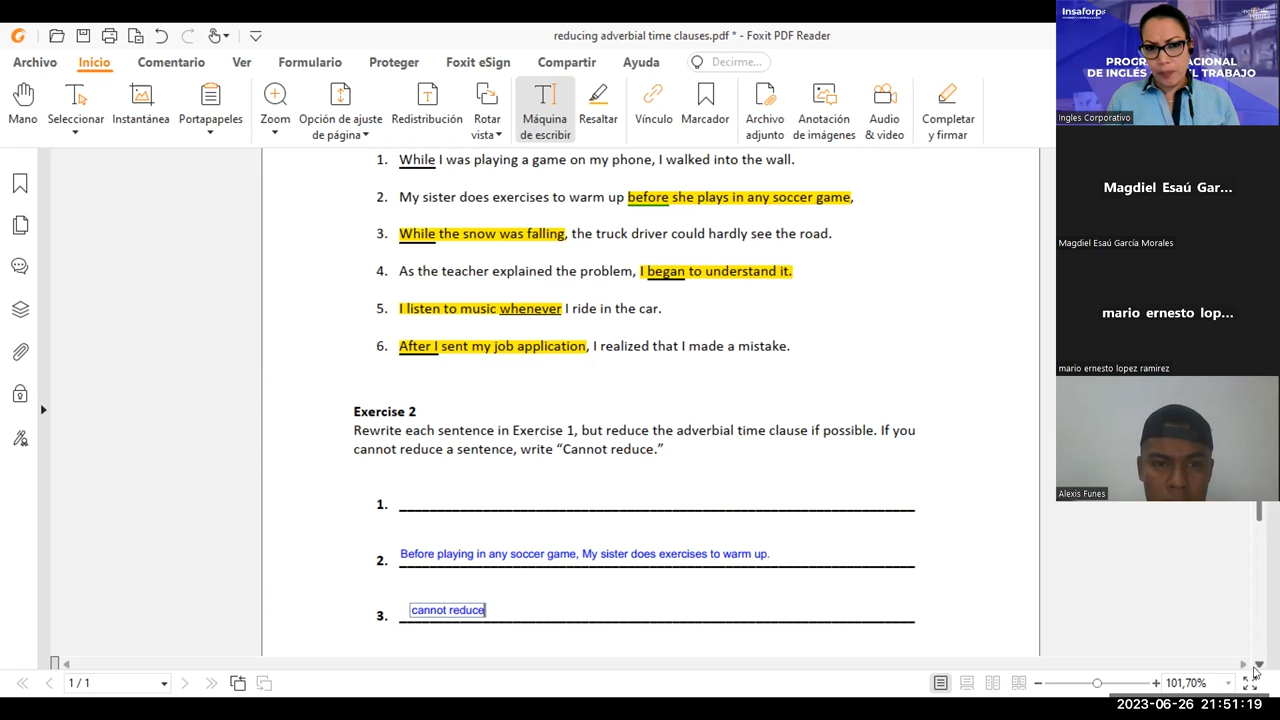 reducing adverbial time clauses.pdf * - Foxit PDF Reader
Archivo Inicio Comentario Ver Formulario Proteger Foxit eSign Compartir Ayuda Decirme...
Mano Seleccionar Instantánea Portapapeles Zoom Opción de ajuste de página Redistribución Rotar vista Máquina de escribir Resaltar Vínculo Marcador Archivo adjunto Anotación de imágenes Audio & video Completar y firmar
1. While I was playing a game on my phone, I walked into the wall.
2. My sister does exercises to warm up before she plays in any soccer game,
3. While the snow was falling, the truck driver could hardly see the road.
4. As the teacher explained the problem, I began to understand it.
5. I listen to music whenever I ride in the car.
6. After I sent my job application, I realized that I made a mistake.
Exercise 2
Rewrite each sentence in Exercise 1, but reduce the adverbial time clause if possible. If you
cannot reduce a sentence, write “Cannot reduce.”
1.
2. Before playing in any soccer game, My sister does exercises to warm up.
3. cannot reduce
1 / 1
101,70%
Insaforp
DE INGLÉS
EL TRABAJO
Ingles Corporativo
Magdiel Esaú Gar...
Magdiel Esaú García Morales
mario ernesto lop...
mario ernesto lopez ramirez
Alexis Funes
2023-06-26 21:51:19